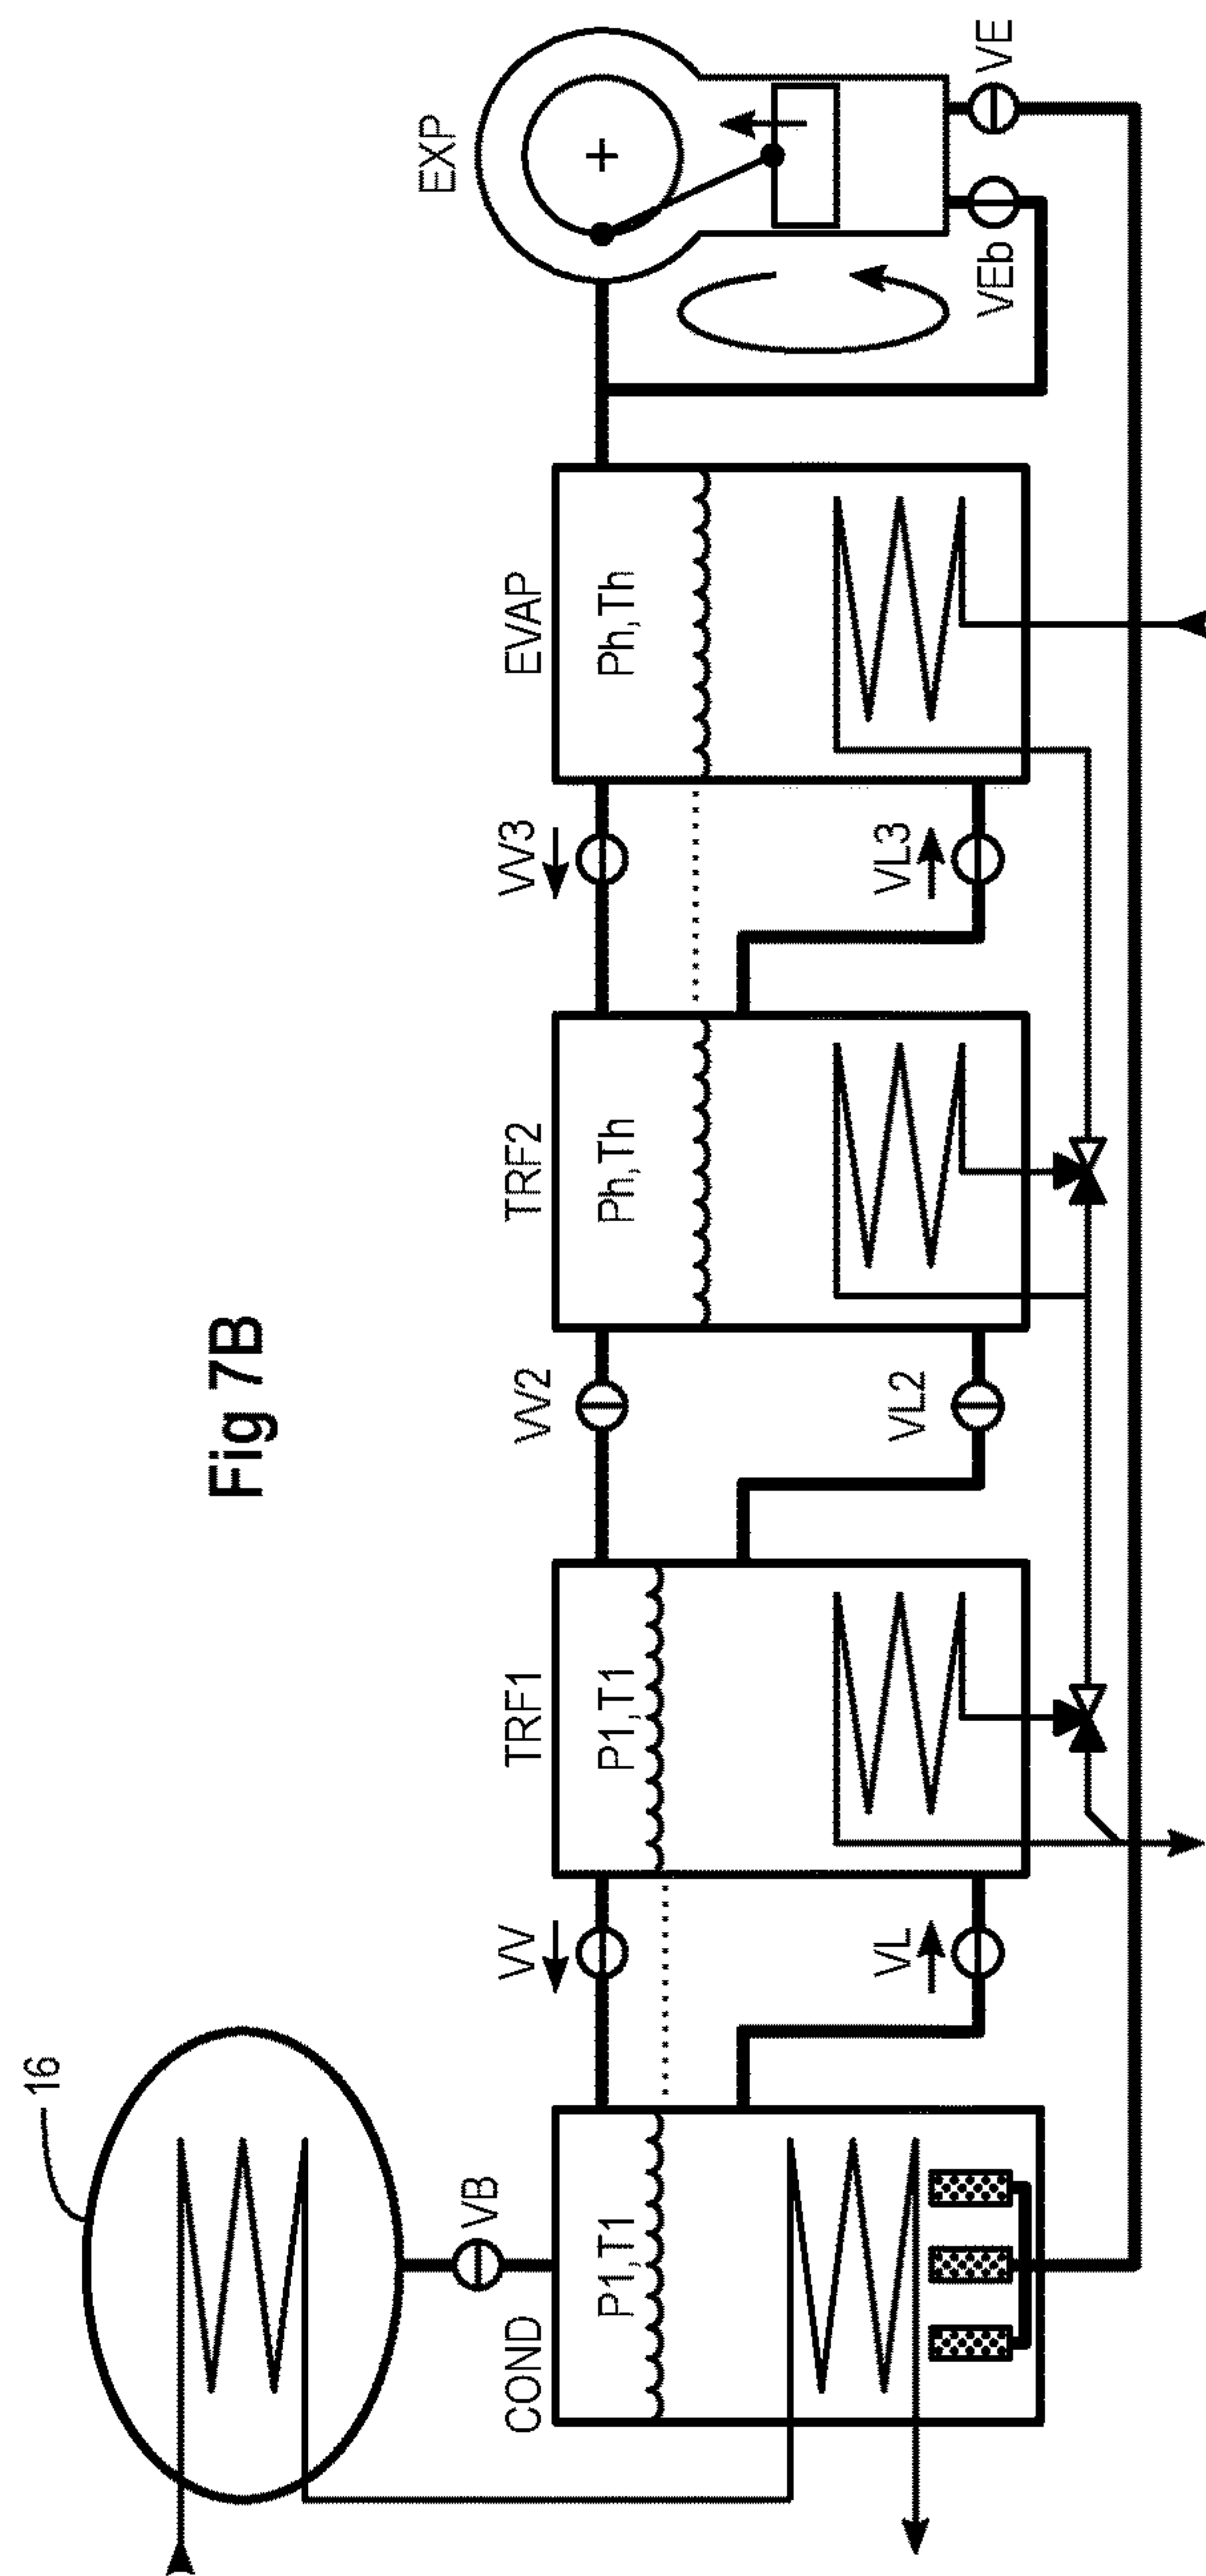 Fig 7B
16
VB
COND
P1,T1
VV
VL
TRF1
P1,T1
VV2
VL2
TRF2
Ph,Th
VV3
VL3
EVAP
Ph,Th
EXP
+
VEb
VE